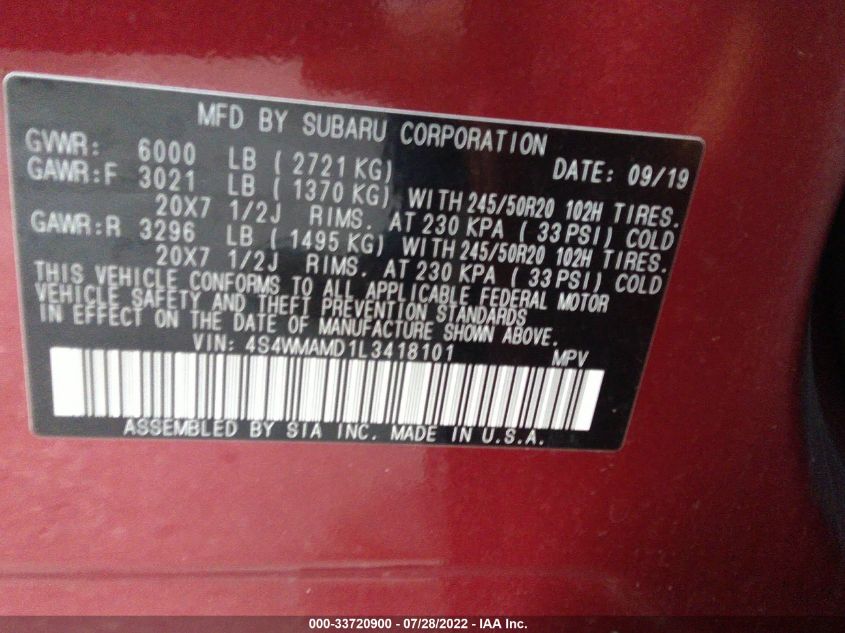 MFD BY SUBARU CORPORATION
GVWR: 6000 LB ( 2721 KG) DATE: 09/19
GAWR:F 3021 LB ( 1370 KG) WITH 245/50R20 102H TIRES.
20X7 1/2J RIMS. AT 230 KPA ( 33 PSI) COLD
GAWR:R 3296 LB ( 1495 KG) WITH 245/50R20 102H TIRES.
20X7 1/2J RIMS. AT 230 KPA ( 33 PSI) COLD
THIS VEHICLE CONFORMS TO ALL APPLICABLE FEDERAL MOTOR
VEHICLE SAFETY AND THEFT PREVENTION STANDARDS
IN EFFECT ON THE DATE OF MANUFACTURE SHOWN ABOVE.
VIN: 4S4WMAMD1L3418101 MPV
ASSEMBLED BY SIA INC. MADE IN U.S.A.
000-33720900 - 07/28/2022 - IAA Inc.